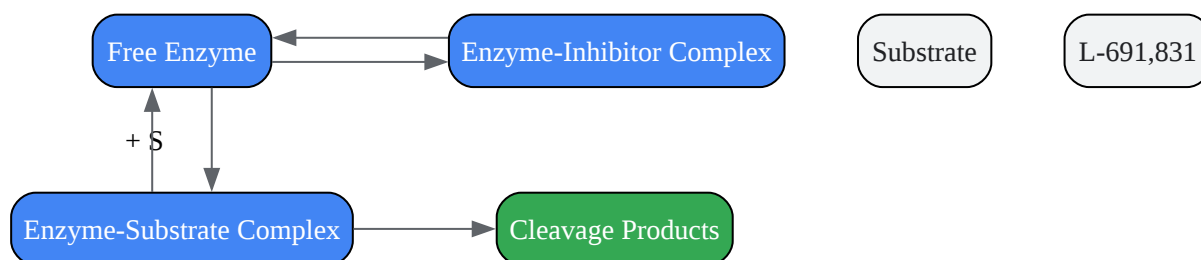 Free Enzyme
Enzyme-Inhibitor Complex
Substrate
L-691,831
+ S
Enzyme-Substrate Complex
Cleavage Products